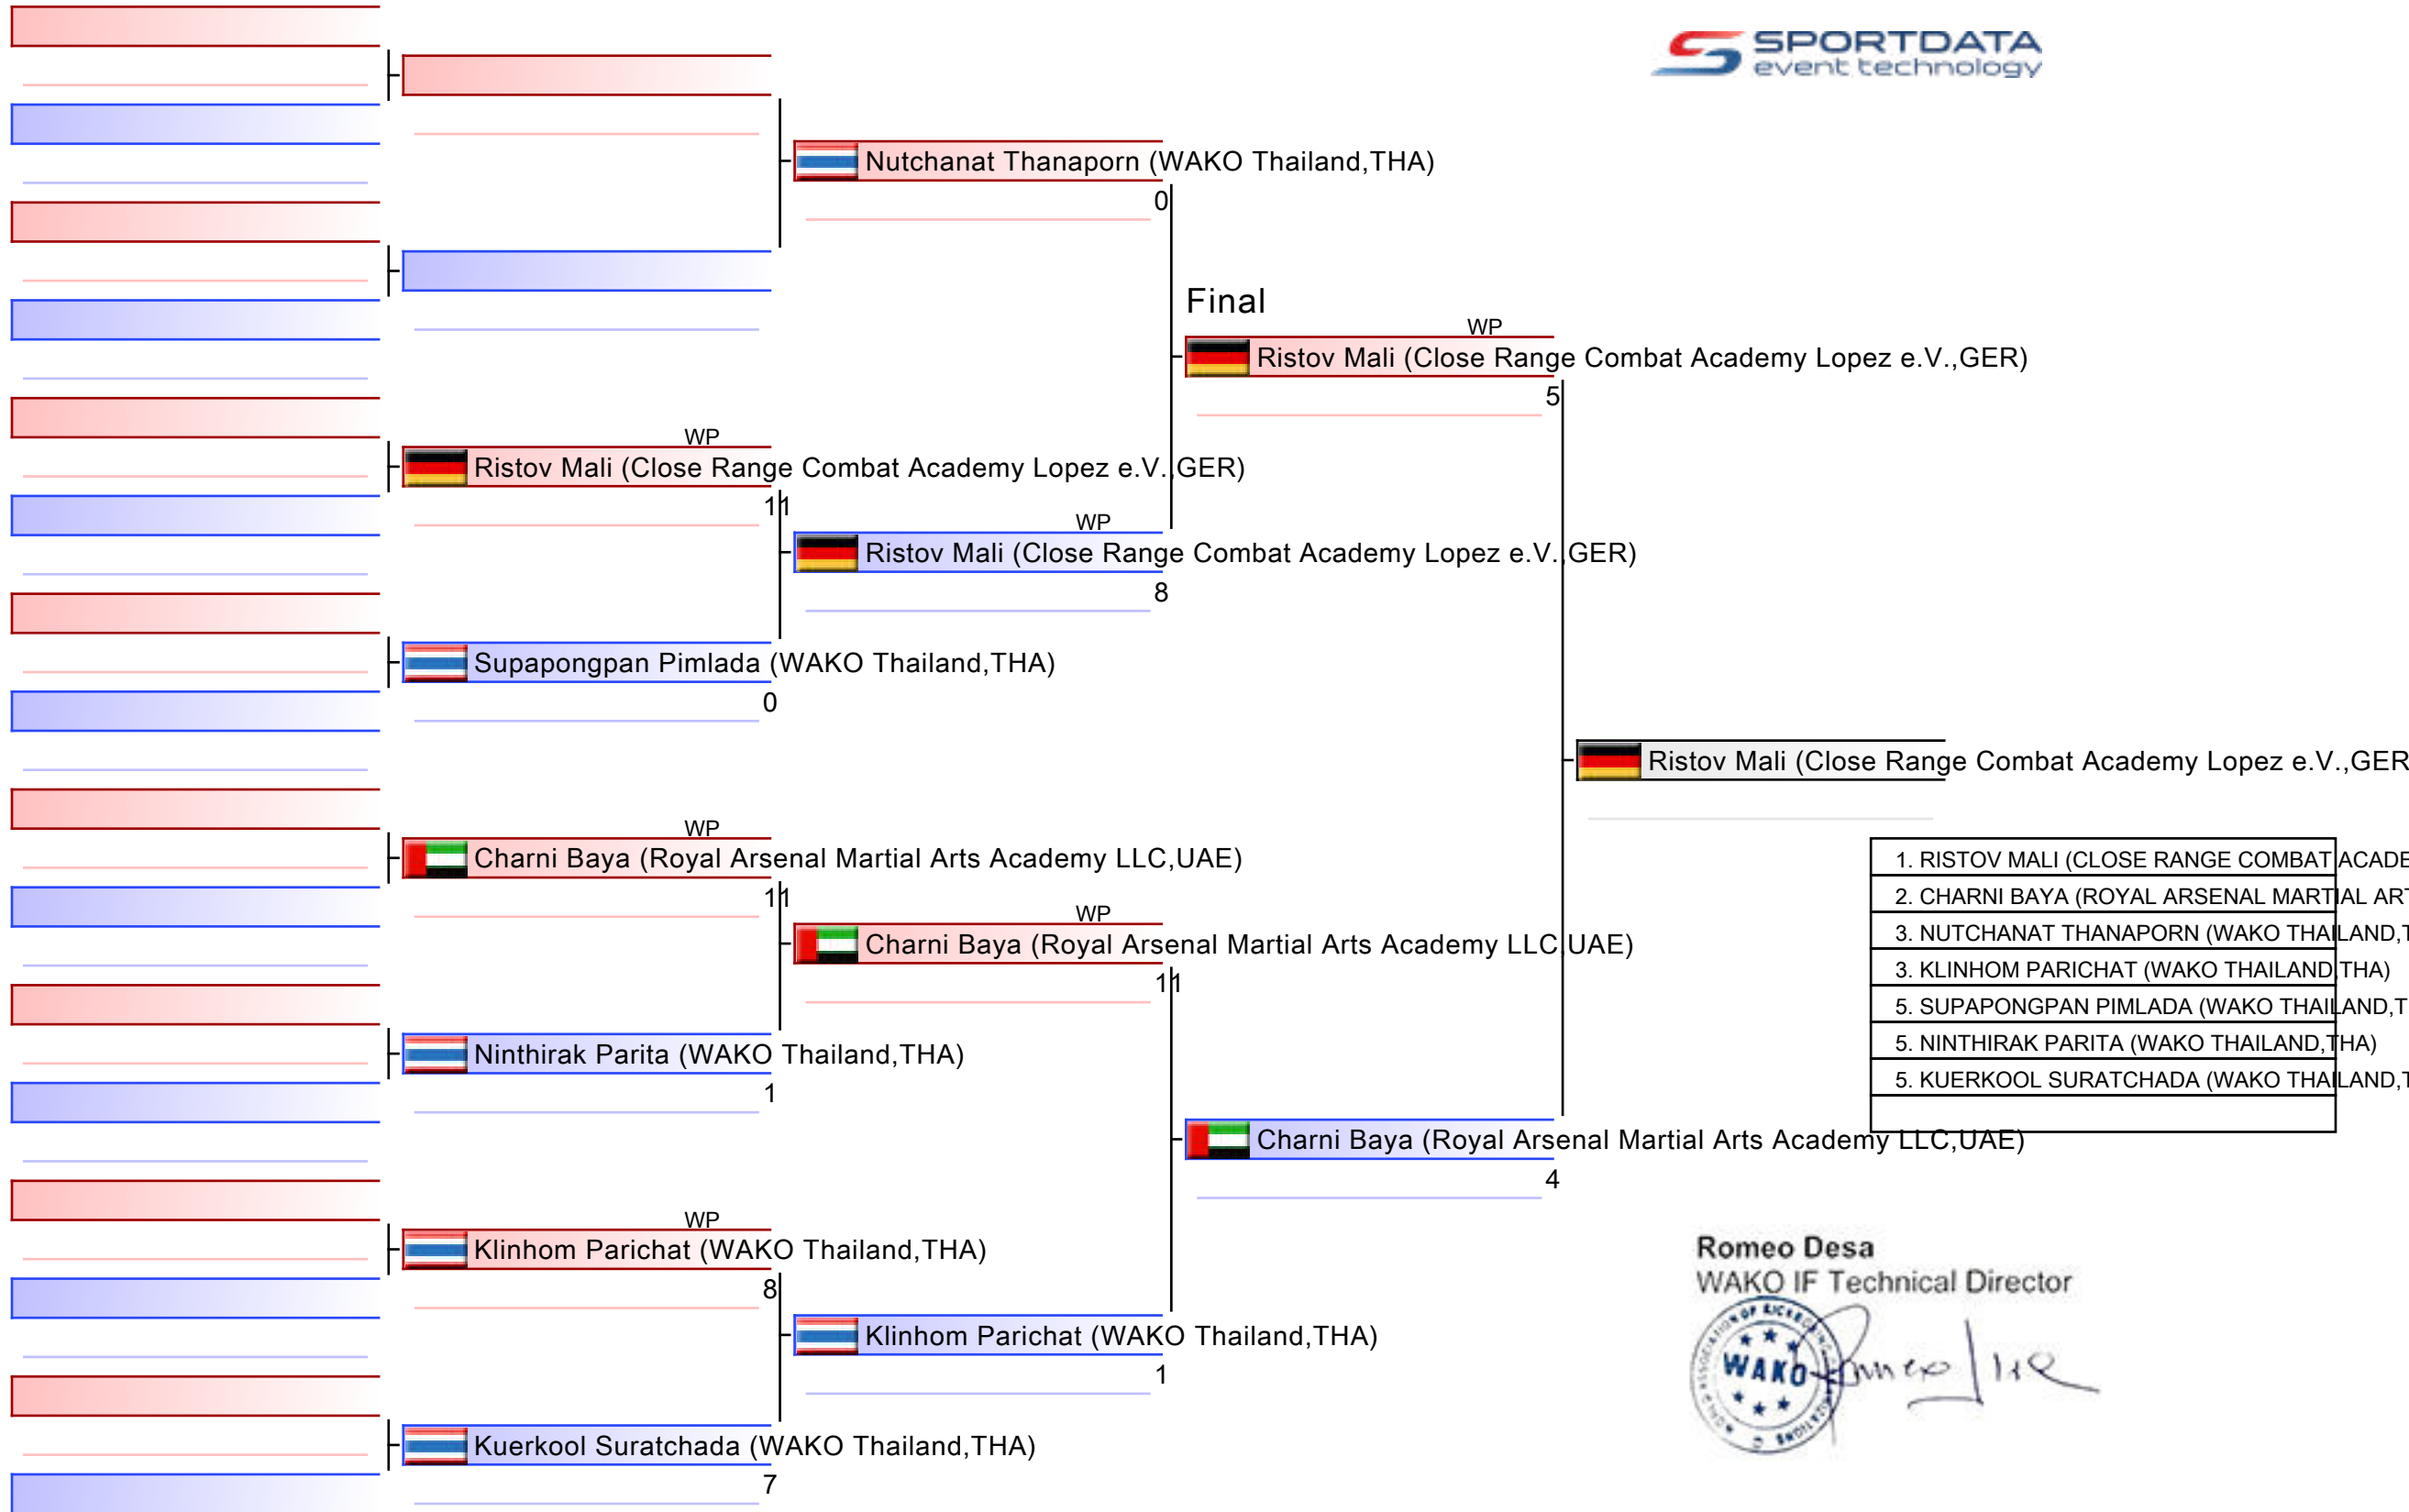 SPORTDATA
event technology
Nutchanat Thanaporn (WAKO Thailand,THA)
0
Final
WP
Ristov Mali (Close Range Combat Academy Lopez e.V.,GER)
5
WP
Ristov Mali (Close Range Combat Academy Lopez e.V.,GER)
11
WP
Ristov Mali (Close Range Combat Academy Lopez e.V.,GER)
8
Supapongpan Pimlada (WAKO Thailand,THA)
0
Ristov Mali (Close Range Combat Academy Lopez e.V.,GER
WP
Charni Baya (Royal Arsenal Martial Arts Academy LLC,UAE)
11
WP
Charni Baya (Royal Arsenal Martial Arts Academy LLC,UAE)
11
Ninthirak Parita (WAKO Thailand,THA)
1
1. RISTOV MALI (CLOSE RANGE COMBAT ACADE
2. CHARNI BAYA (ROYAL ARSENAL MARTIAL ART
3. NUTCHANAT THANAPORN (WAKO THAILAND,T
3. KLINHOM PARICHAT (WAKO THAILAND,THA)
5. SUPAPONGPAN PIMLADA (WAKO THAILAND,T
5. NINTHIRAK PARITA (WAKO THAILAND,THA)
5. KUERKOOL SURATCHADA (WAKO THAILAND,T
Charni Baya (Royal Arsenal Martial Arts Academy LLC,UAE)
4
WP
Klinhom Parichat (WAKO Thailand,THA)
8
Klinhom Parichat (WAKO Thailand,THA)
1
Kuerkool Suratchada (WAKO Thailand,THA)
7
Romeo Desa
WAKO IF Technical Director
WAKO